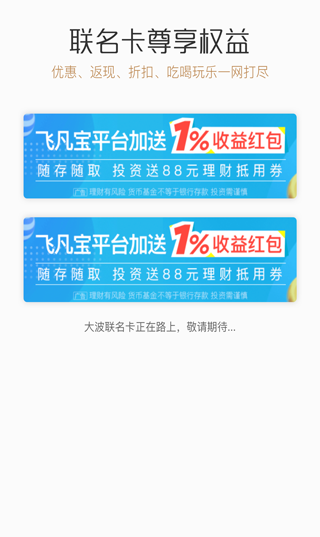 联名卡尊享权益
优惠、返现、折扣、吃喝玩乐一网打尽
飞凡宝平台加送1%收益红包
随存随取 投资送88元理财抵用券
广告 理财有风险 货币基金不等于银行存款 投资需谨慎
飞凡宝平台加送1%收益红包
随存随取 投资送88元理财抵用券
广告 理财有风险 货币基金不等于银行存款 投资需谨慎
大波联名卡正在路上，敬请期待...